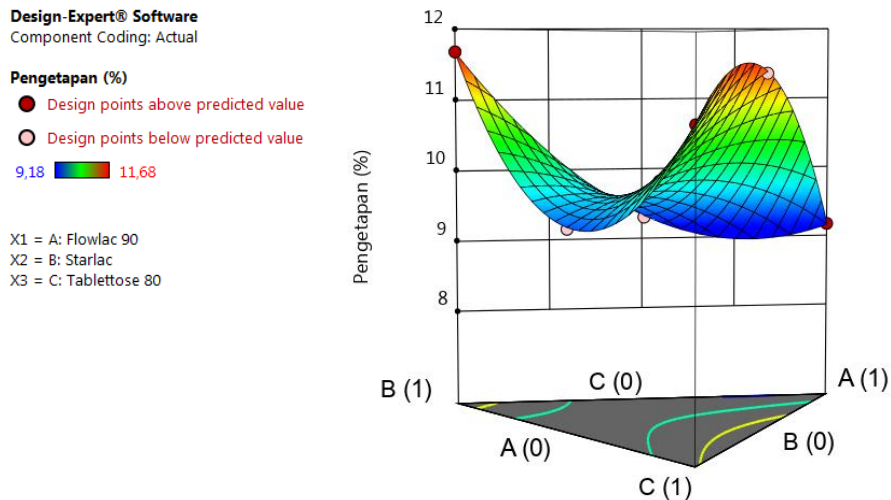 Design-Expert® Software
Component Coding: Actual
Pengetapan (%)
Design points above predicted value
Design points below predicted value
9,18 11,68
X1 = A: Flowlac 90
X2 = B: Starlac
X3 = C: Tablettose 80
Pengetapan (%)
12
11
10
9
8
B (1)
C (0)
A (1)
A (0)
B (0)
C (1)